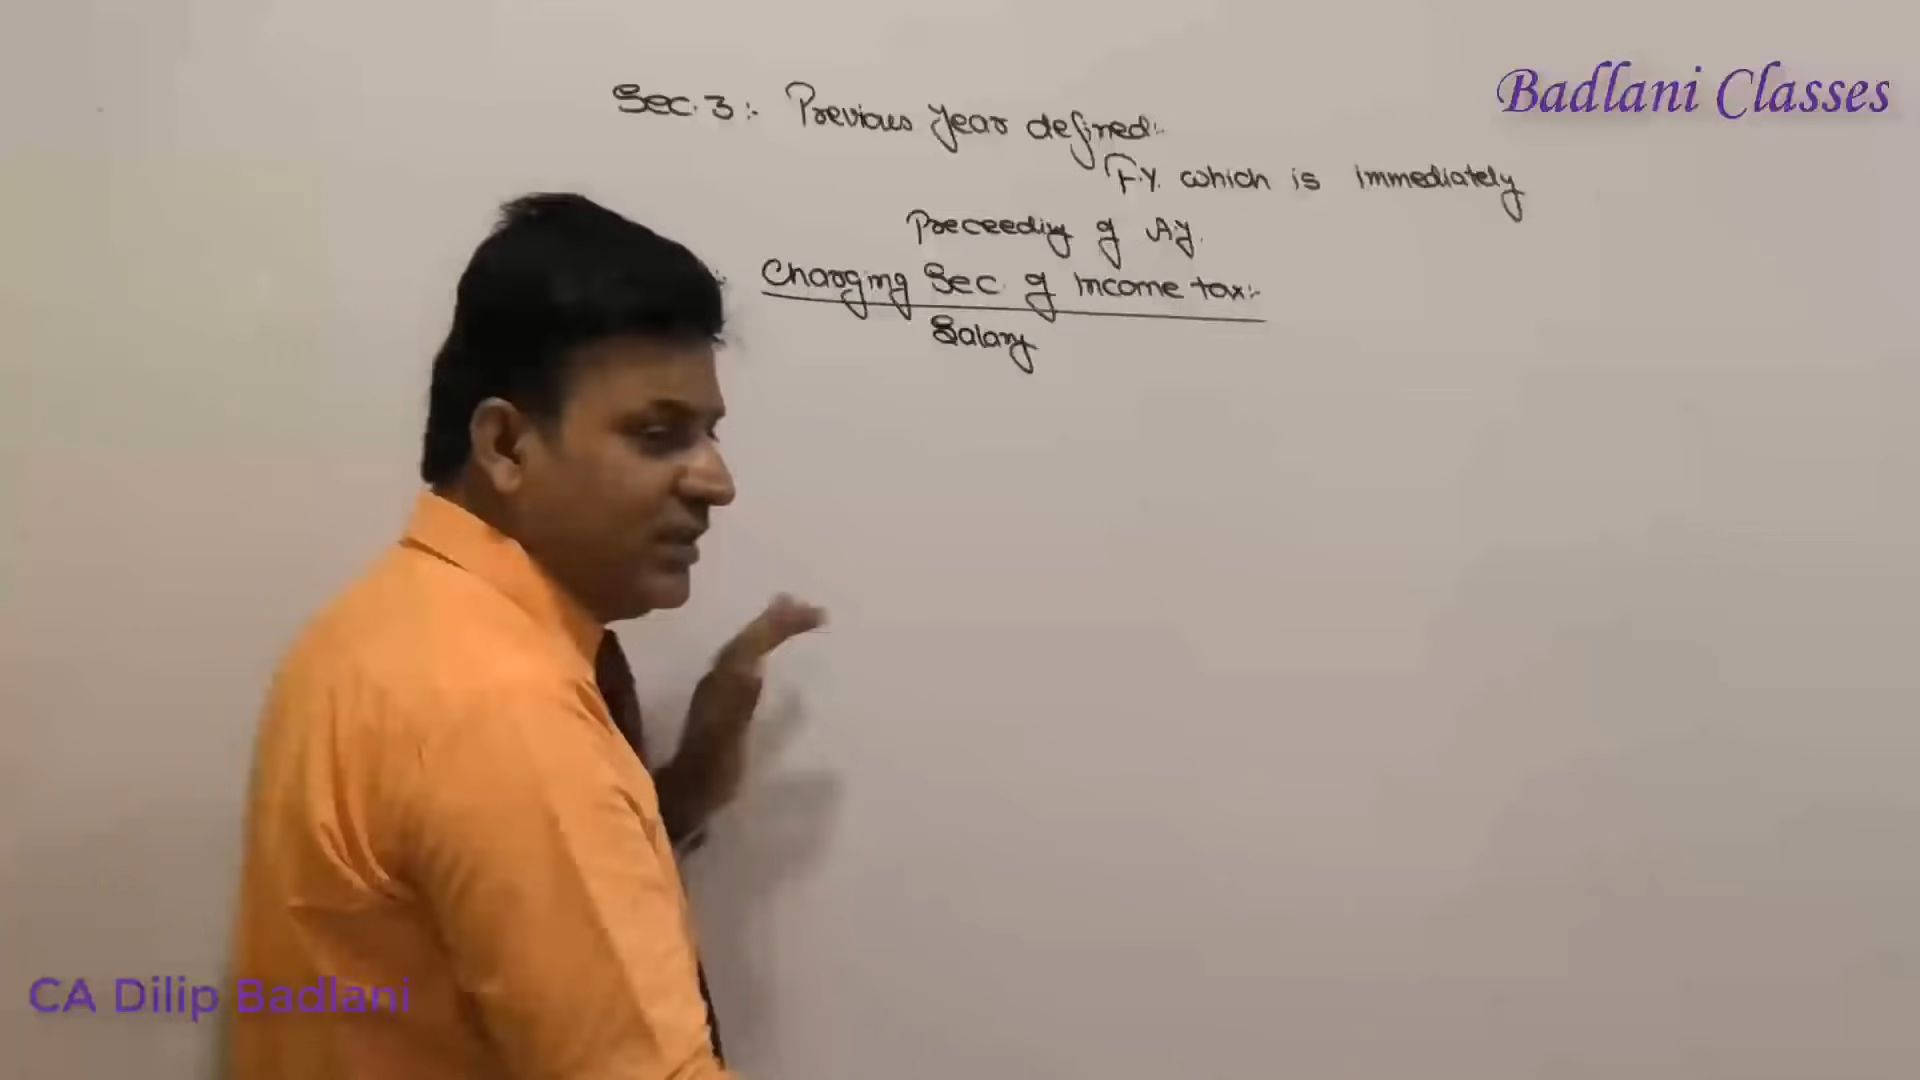 Badlani Classes
Sec. 3:- Previous Year defined:-
F.Y. which is immediately
Preceeding of AY.
Charging Sec of Income tax:-
Salary
CA Dilip Badlani